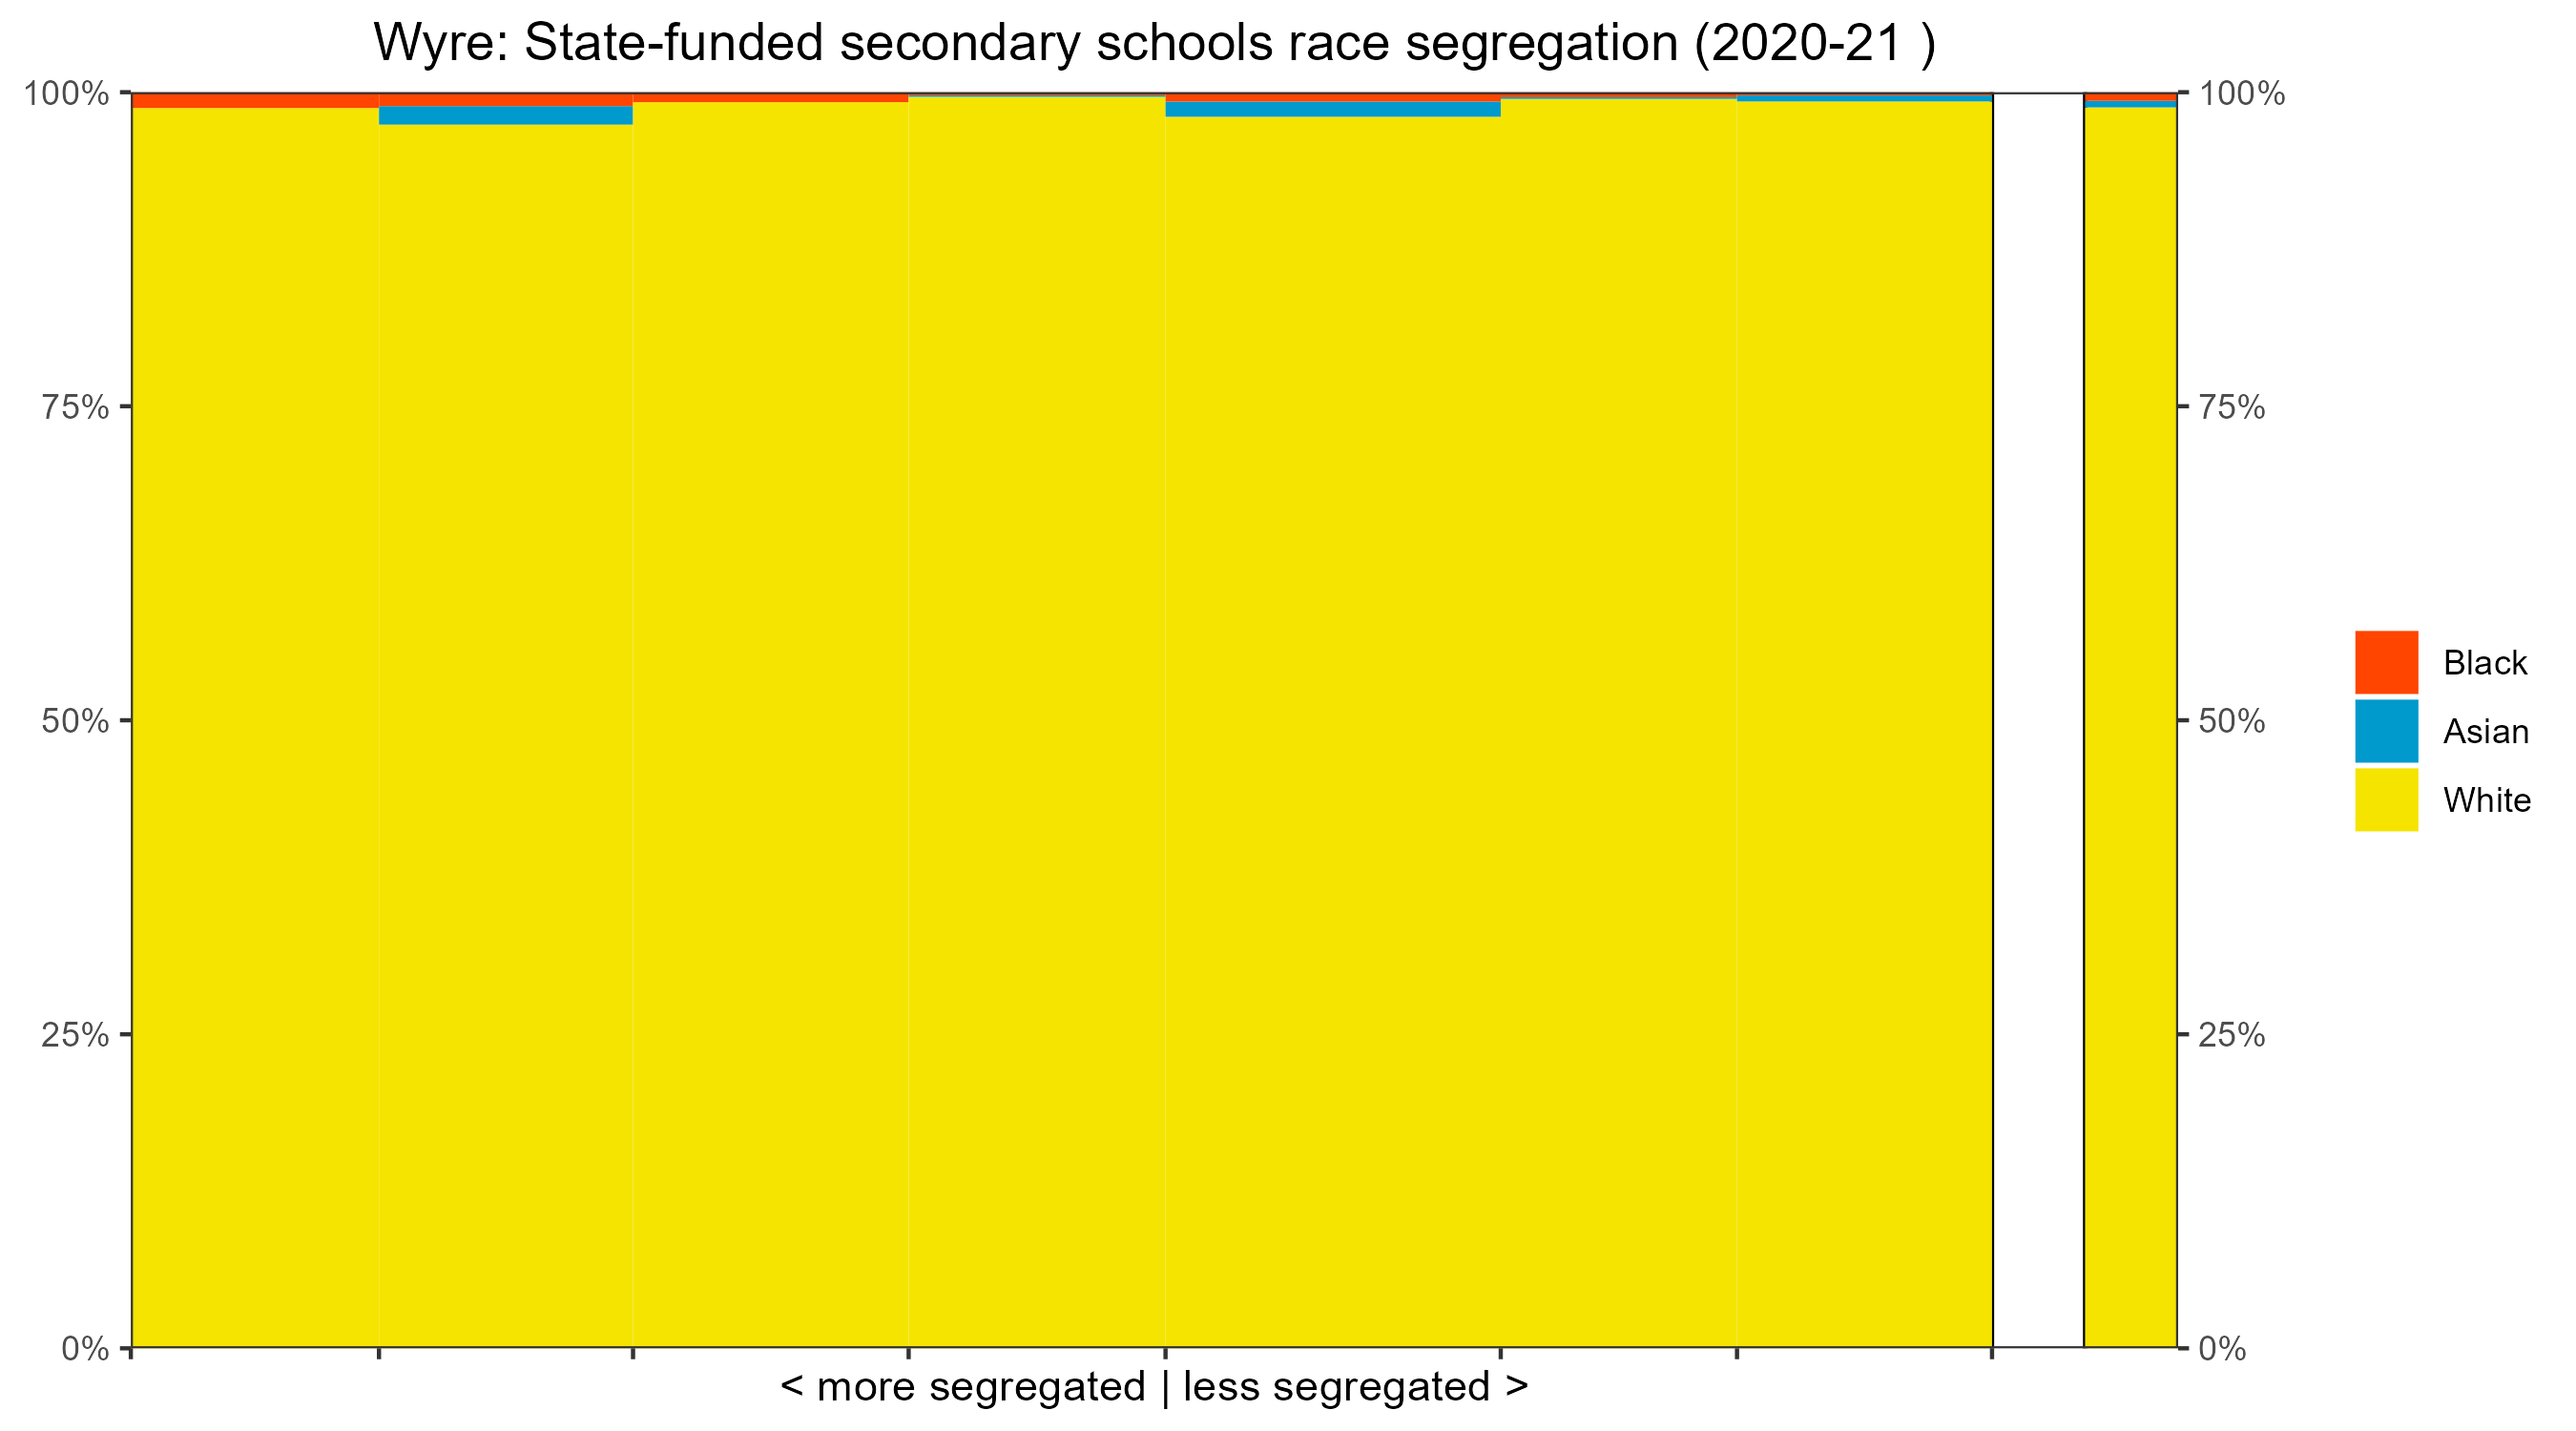 Wyre: State-funded secondary schools race segregation (2020-21 )
100%
75%
50%
25%
0%
100%
75%
50%
25%
0%
Black
Asian
White
< more segregated | less segregated >